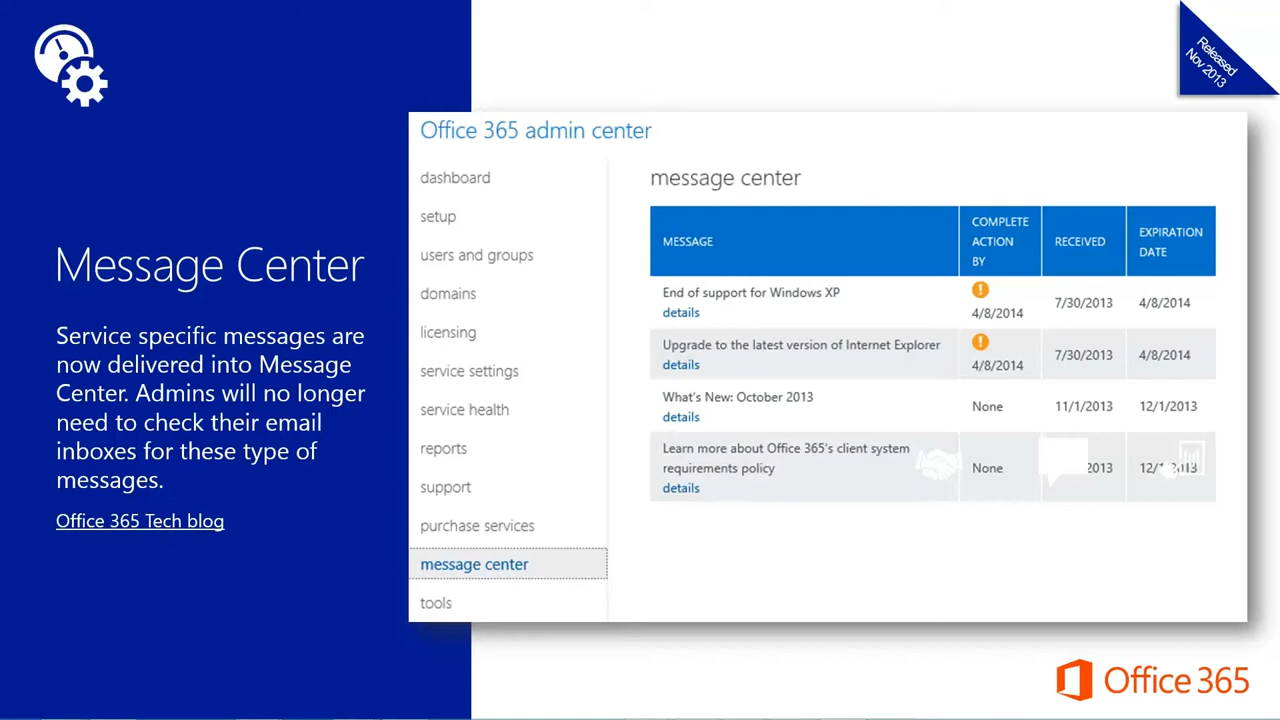 Released
Nov 2013
Office 365 admin center
dashboard
setup
users and groups
domains
licensing
service settings
service health
reports
support
purchase services
message center
tools
message center
MESSAGE
COMPLETE
ACTION
BY
RECEIVED
EXPIRATION
DATE
End of support for Windows XP
details
4/8/2014
7/30/2013
4/8/2014
Upgrade to the latest version of Internet Explorer
details
4/8/2014
7/30/2013
4/8/2014
What's New: October 2013
details
None
11/1/2013
12/1/2013
Learn more about Office 365's client system
requirements policy
details
None
Message Center
Service specific messages are
now delivered into Message
Center. Admins will no longer
need to check their email
inboxes for these type of
messages.
Office 365 Tech blog
Office 365